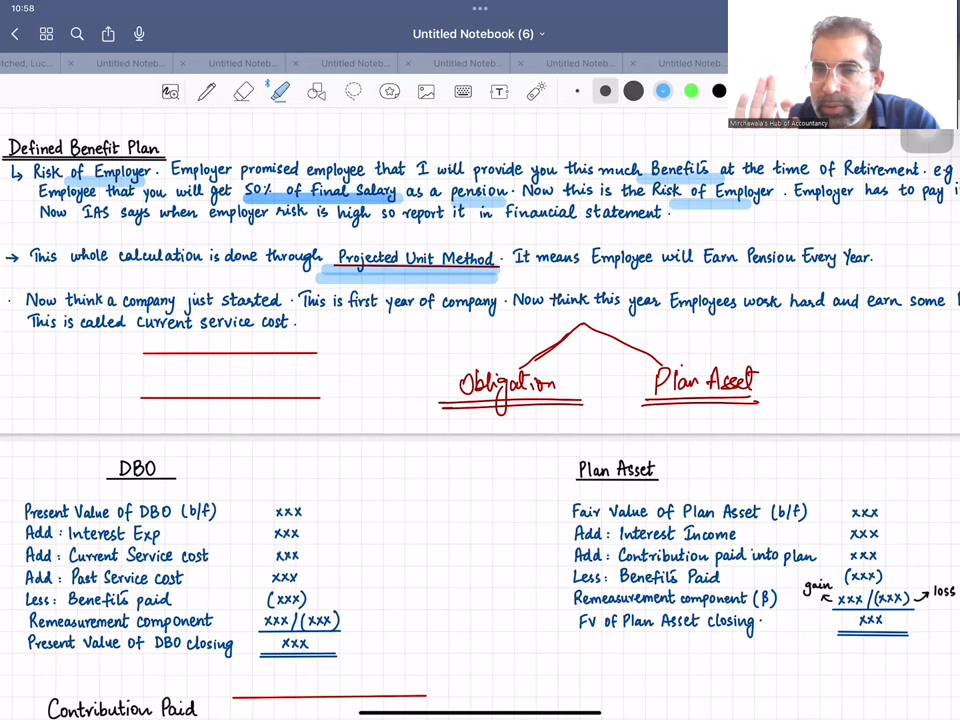 10:58
Untitled Notebook (6)
tched, Luc...
Untitled Noteb...
Untitled Noteb...
Untitled Noteb...
Untitled Noteb...
Untitled Noteb...
Mirchawala's Hub of Accountancy
Defined Benefit Plan
Risk of Employer. Employer promised employee that I will provide you this much Benefits at the time of Retirement. eg
Employee that you will get 50% of Final Salary as a pension. Now this is the Risk of Employer. Employer has to pay
Now IAS says when employer risk is high so report it in Financial statement.
→ This whole calculation is done through Projected Unit Method. It means Employee will Earn Pension Every Year.
Now think a company just started. This is first year of company. Now think this year Employees work hard and earn some
This is called current service cost.
Obligation Plan Asset
DBO
Present Value of DBO (b/f) xxx
Add: Interest Exp xxx
Add: Current Service cost xxx
Add: Past Service cost xxx
Less: Benefits paid (xxx)
Remeasurement component xxx/(xxx)
Present Value of DBO closing xxx
Plan Asset
Fair Value of Plan Asset (b/f) xxx
Add: Interest Income xxx
Add: Contribution paid into plan xxx
Less: Benefits Paid (xxx)
Remeasurement component (β) gain xxx/(xxx) → loss
FV of Plan Asset closing. xxx
Contribution Paid